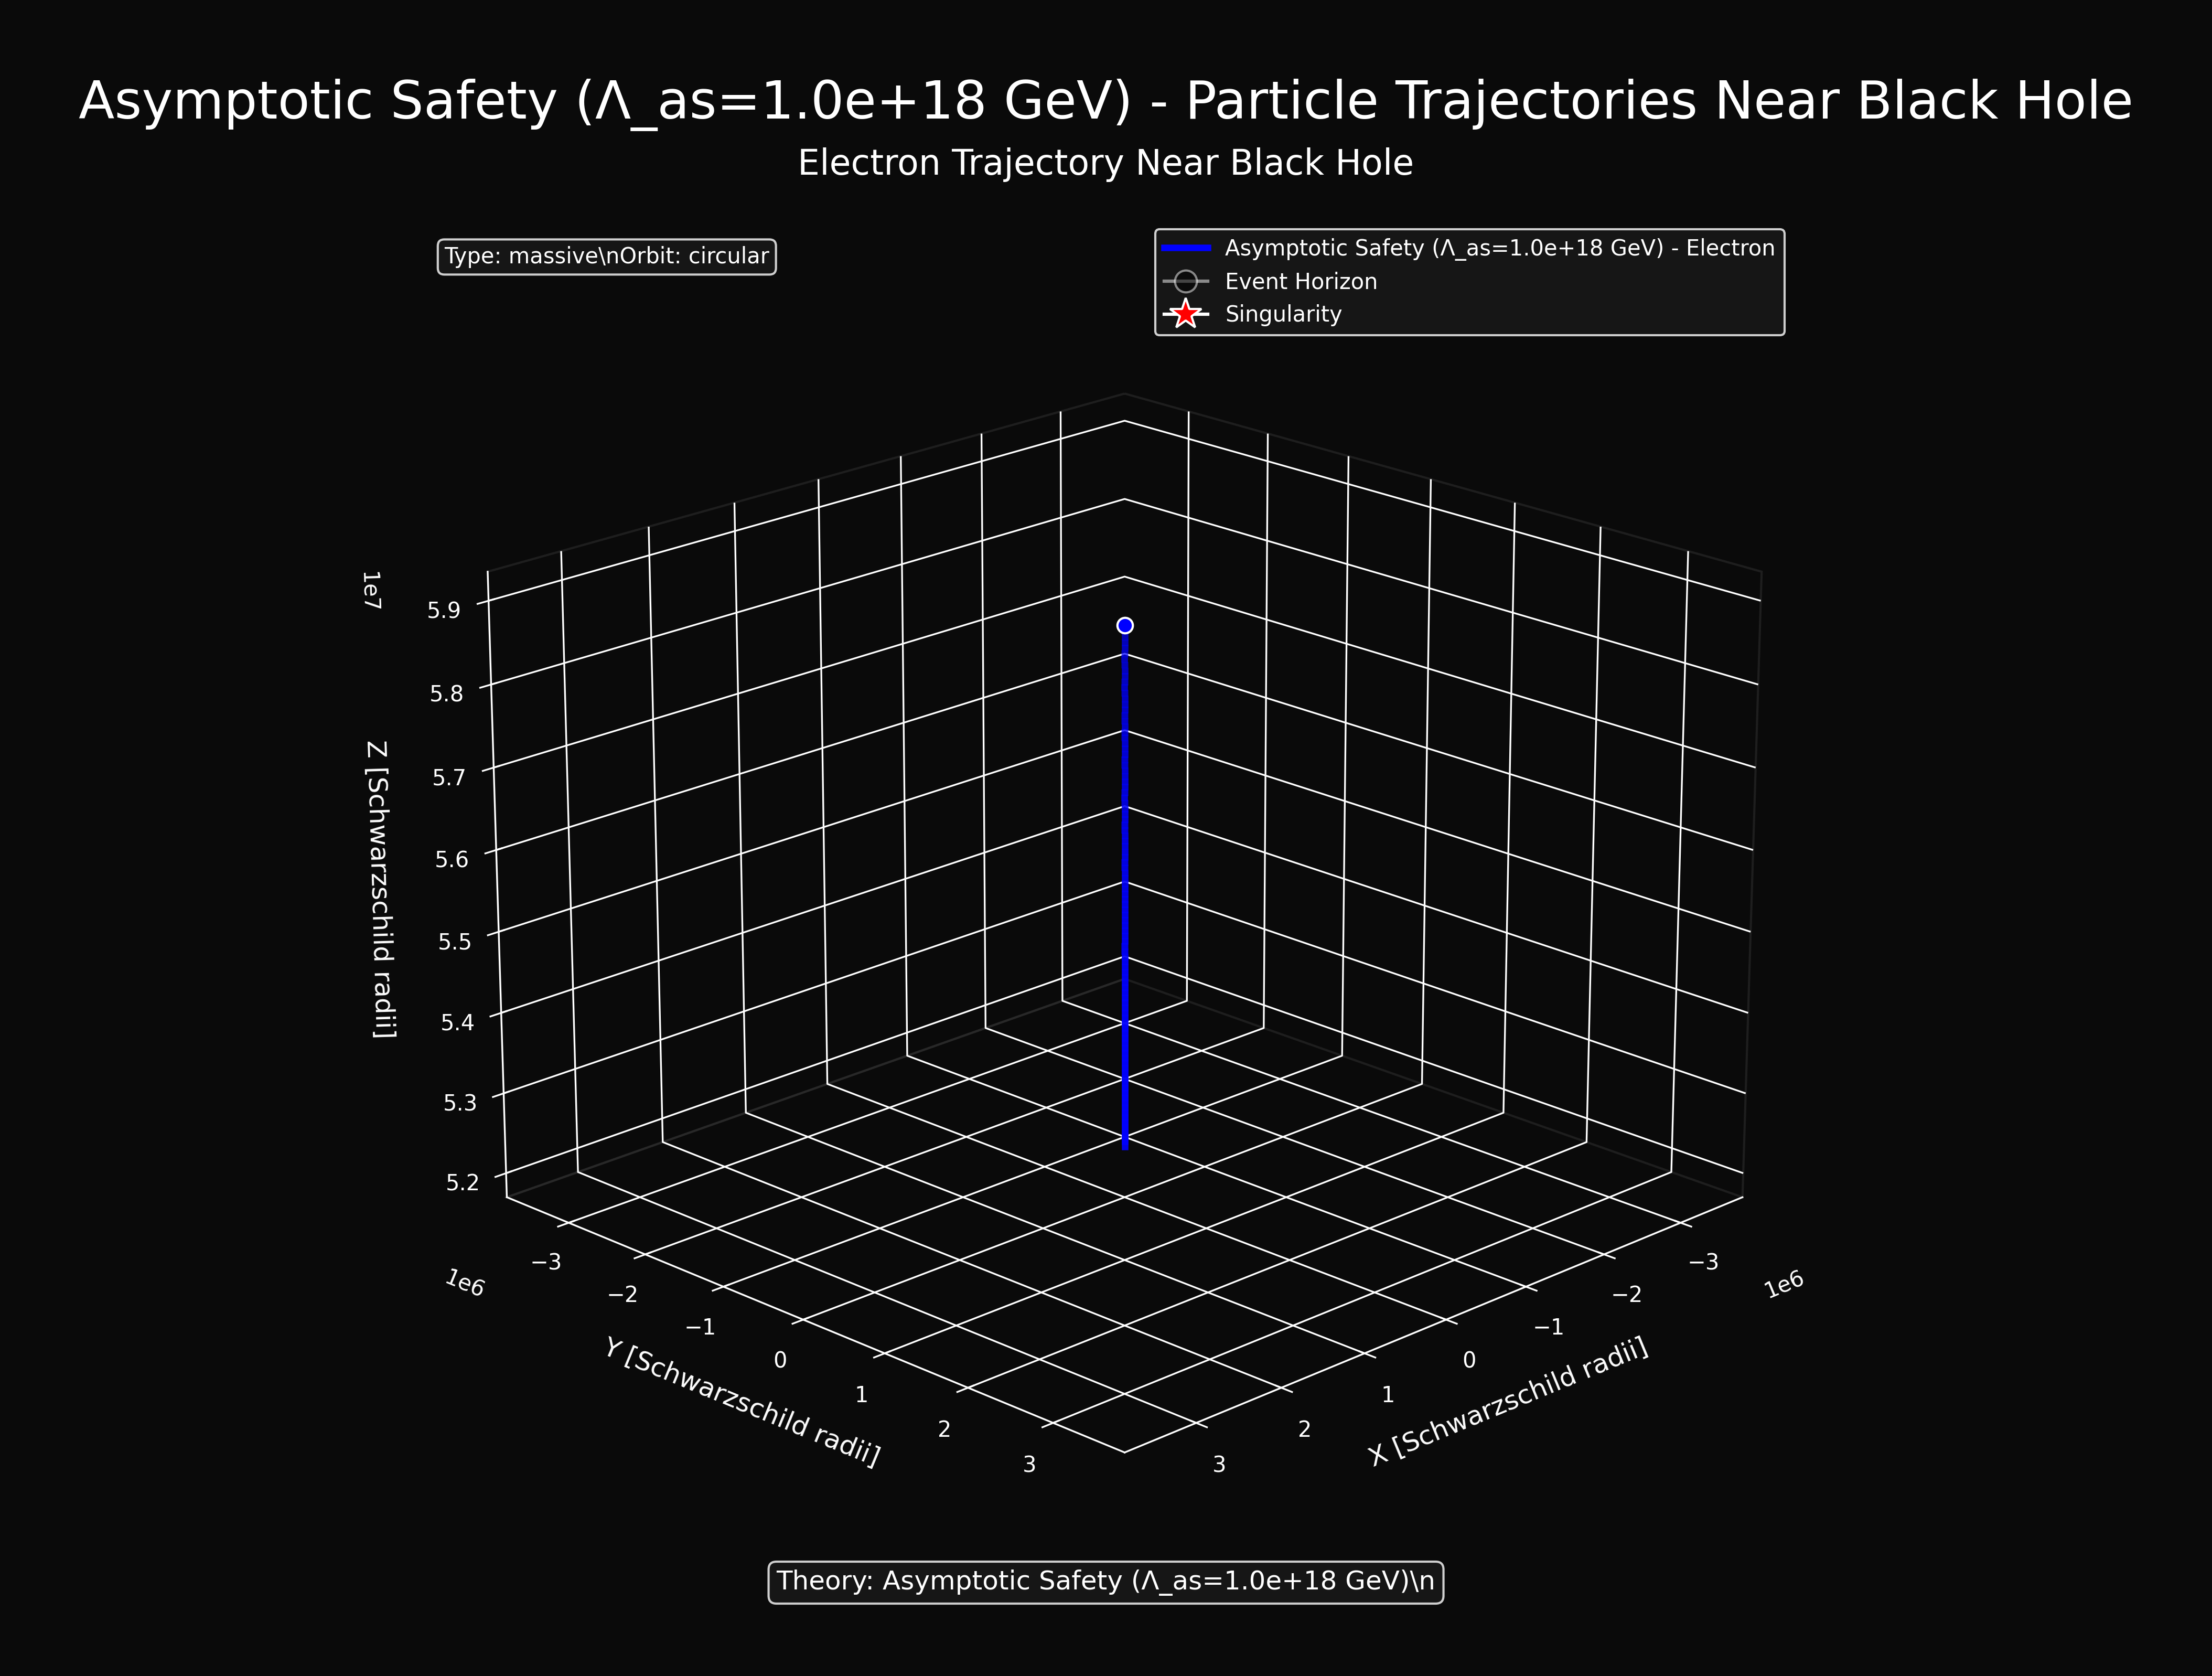 Asymptotic Safety (Λ_as=1.0e+18 GeV) - Particle Trajectories Near Black Hole
Electron Trajectory Near Black Hole
Type: massive\nOrbit: circular
Asymptotic Safety (Λ_as=1.0e+18 GeV) - Electron
Event Horizon
Singularity
1e7
5.9
5.8
5.7
5.6
5.5
5.4
5.3
5.2
Z [Schwarzschild radii]
1e6
−3
−2
−1
0
1
2
3
Y [Schwarzschild radii]
3
2
1
0
−1
−2
−3
1e6
X [Schwarzschild radii]
Theory: Asymptotic Safety (Λ_as=1.0e+18 GeV)\n